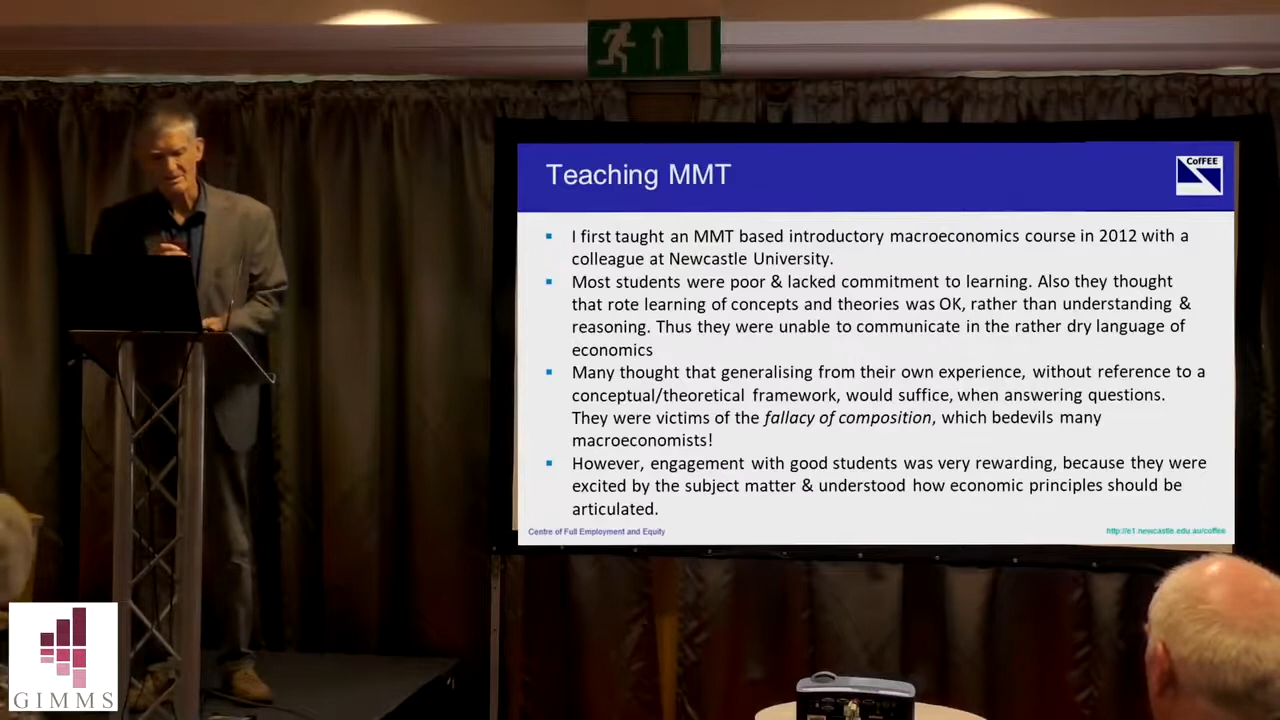 Teaching MMT
CofFEE
I first taught an MMT based introductory macroeconomics course in 2012 with a
colleague at Newcastle University.
Most students were poor & lacked commitment to learning. Also they thought
that rote learning of concepts and theories was OK, rather than understanding &
reasoning. Thus they were unable to communicate in the rather dry language of
economics
Many thought that generalising from their own experience, without reference to a
conceptual/theoretical framework, would suffice, when answering questions.
They were victims of the fallacy of composition, which bedevils many
macroeconomists!
However, engagement with good students was very rewarding, because they were
excited by the subject matter & understood how economic principles should be
articulated.
Centre of Full Employment and Equity
http://e1.newcastle.edu.au/coffee
GIMMS